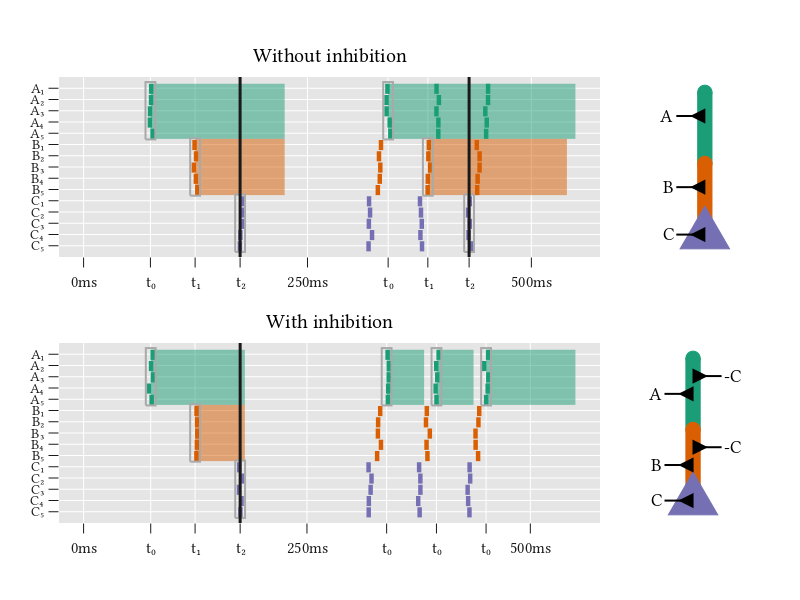 Without inhibition
A₁
A₂
A₃
A₄
A₅
B₁
B₂
B₃
B₄
B₅
C₁
C₂
C₃
C₄
C₅
0ms t₀ t₁ t₂ 250ms t₀ t₁ t₂ 500ms
A
B
C
With inhibition
A₁
A₂
A₃
A₄
A₅
B₁
B₂
B₃
B₄
B₅
C₁
C₂
C₃
C₄
C₅
0ms t₀ t₁ t₂ 250ms t₀ t₀ t₀ 500ms
-C
A
-C
B
C